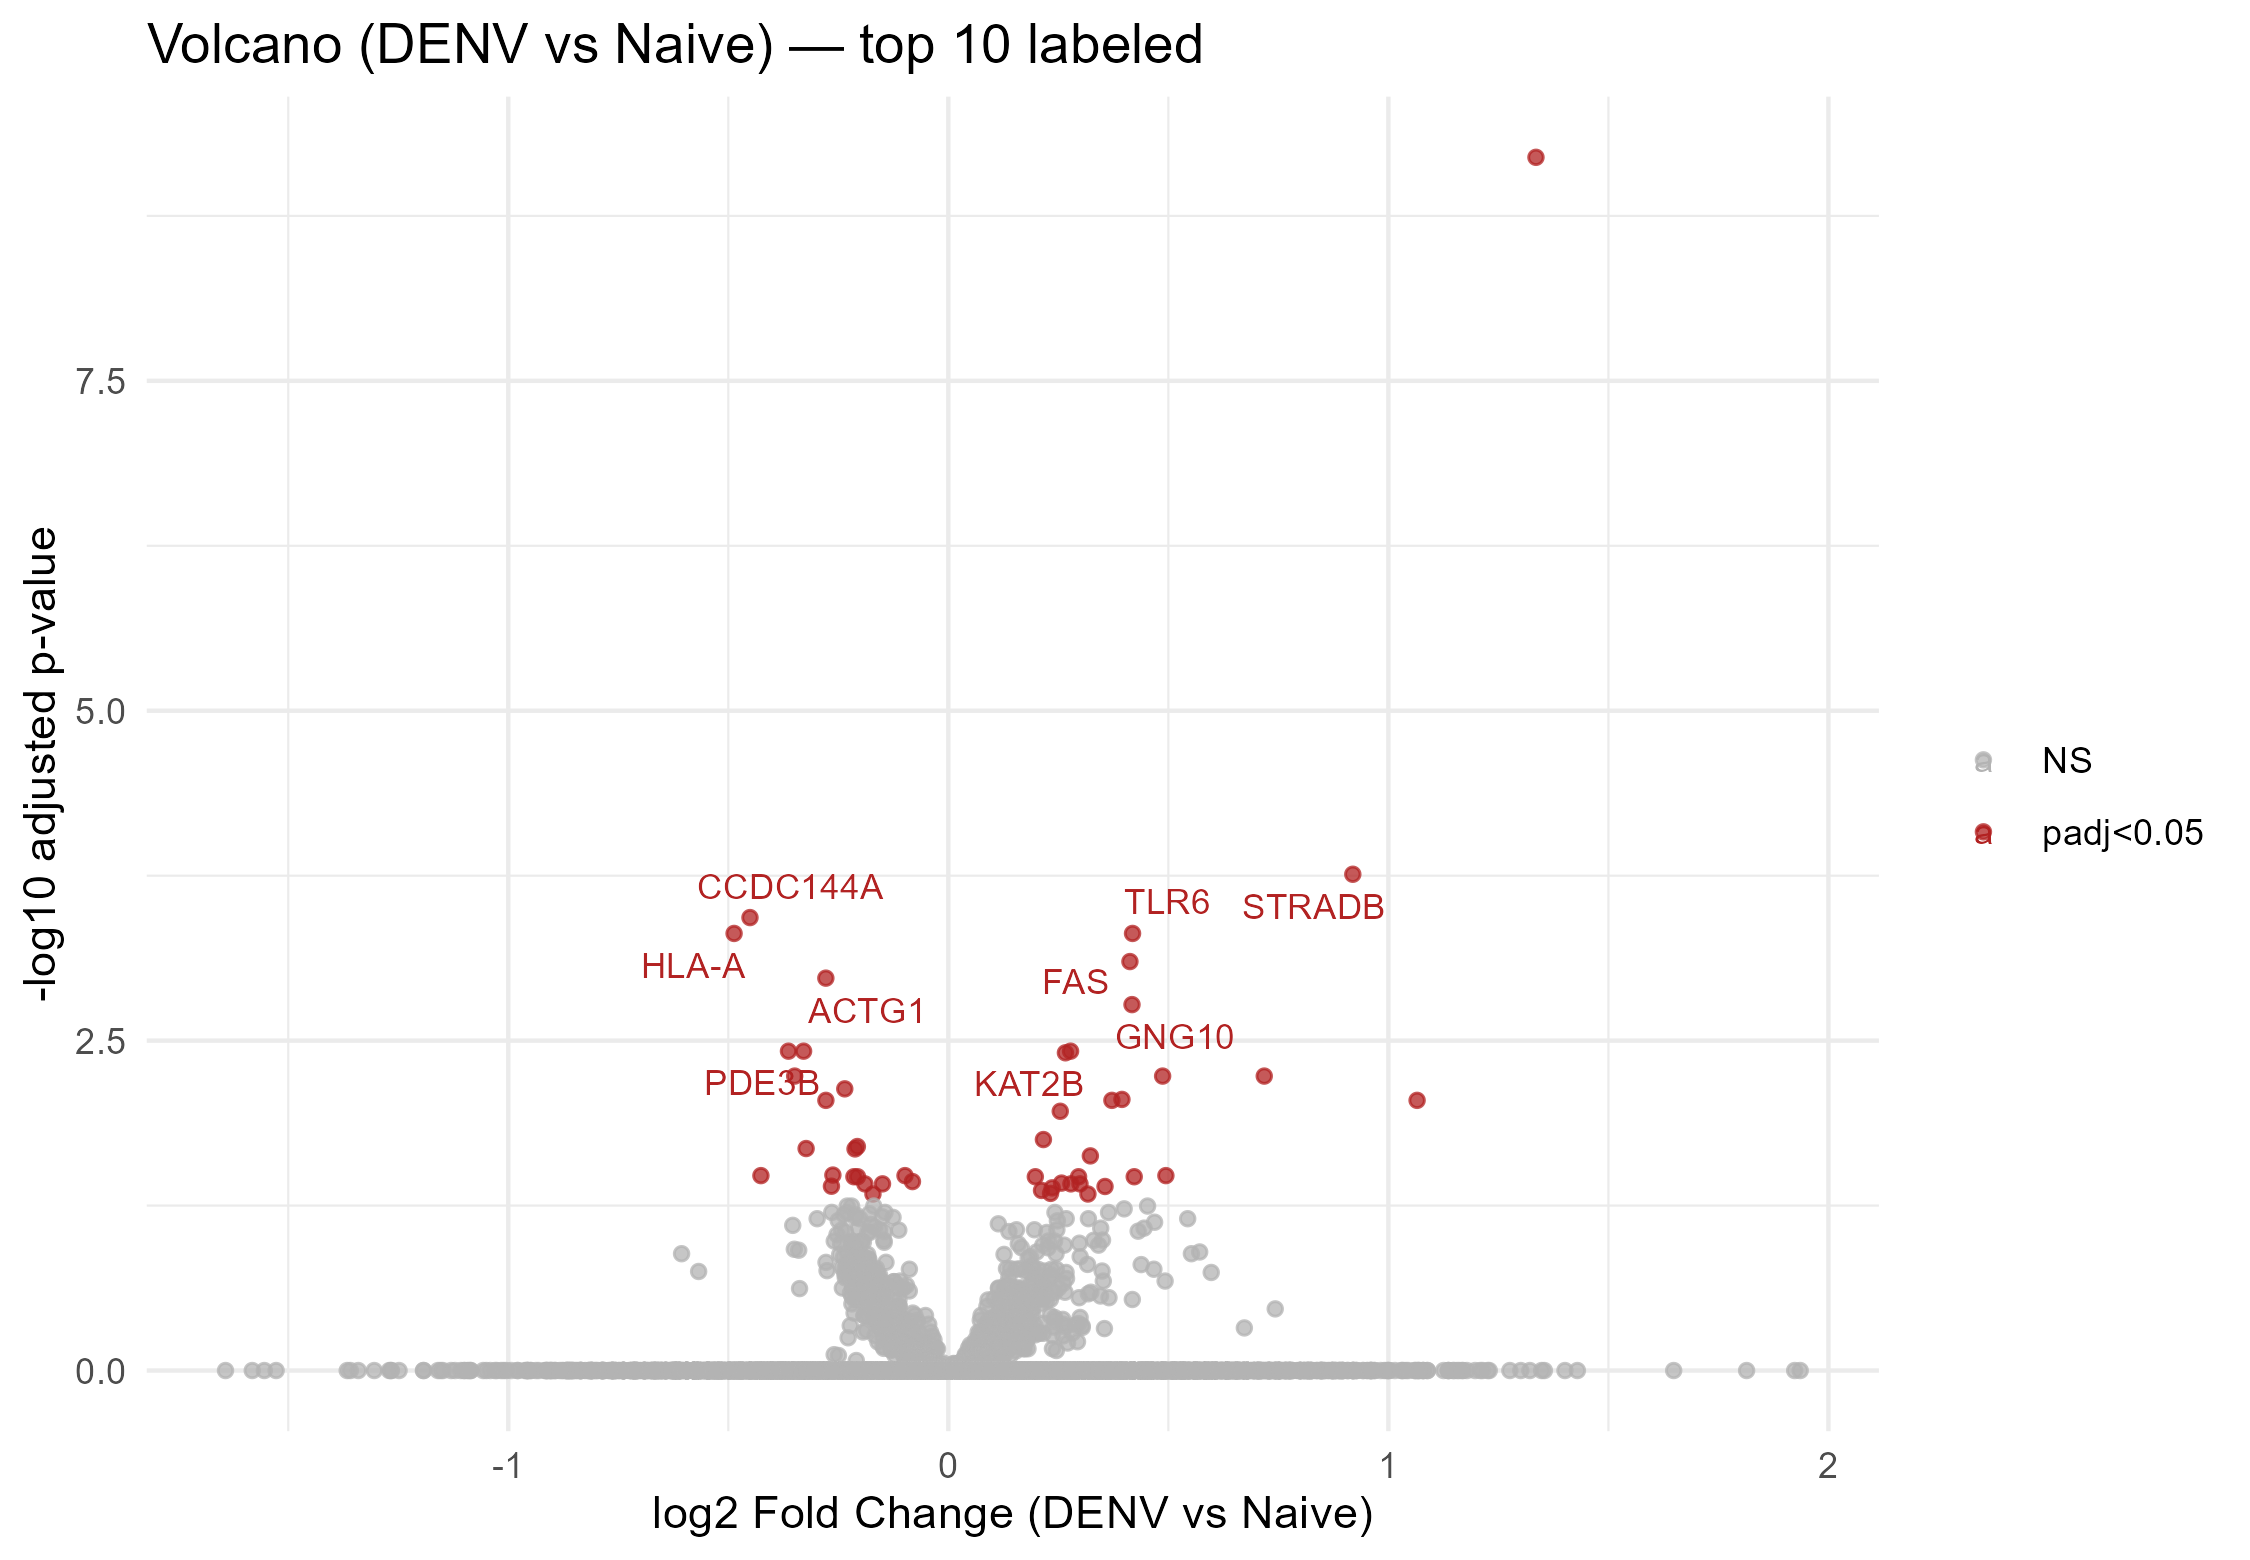 Volcano (DENV vs Naive) — top 10 labeled
-log10 adjusted p-value
7.5
5.0
2.5
0.0
CCDC144A
TLR6
STRADB
HLA-A
FAS
ACTG1
GNG10
PDE3B
KAT2B
-1
0
1
2
log2 Fold Change (DENV vs Naive)
a NS
a padj<0.05